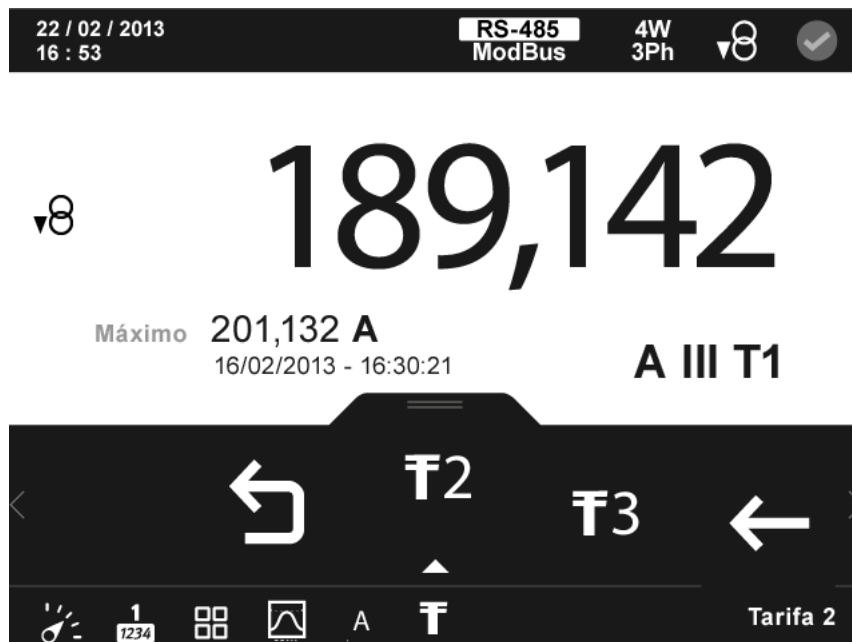 22 / 02 / 2013
16 : 53
RS-485
ModBus
4W
3Ph
189,142
Máximo 201,132 A
16/02/2013 - 16:30:21
A III T1
2
3
1
1234
A
Tarifa 2